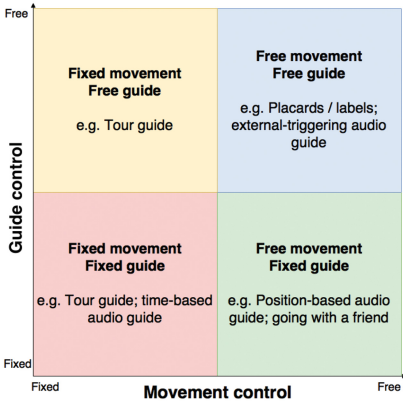 Free
Fixed movement
Free guide
e.g. Tour guide
Free movement
Free guide
e.g. Placards / labels;
external-triggering audio
guide
Guide control
Fixed movement
Fixed guide
e.g. Tour guide; time-based
audio guide
Free movement
Fixed guide
e.g. Position-based audio
guide; going with a friend
Fixed
Fixed
Movement control
Free